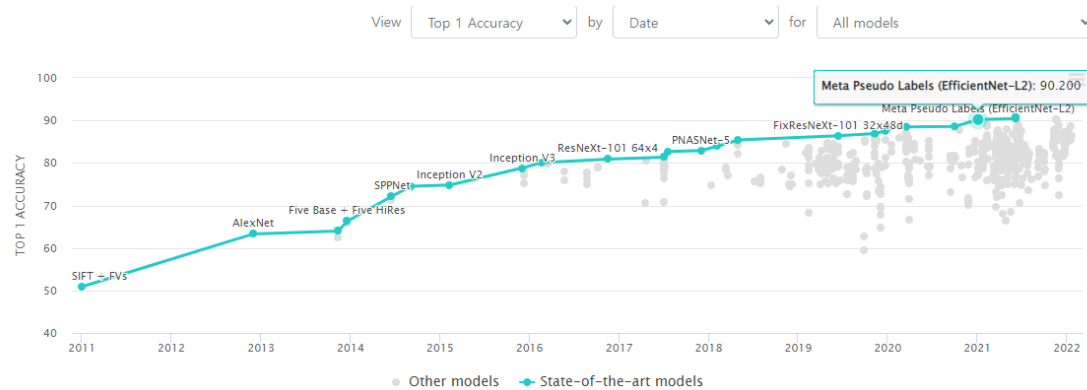 View Top 1 Accuracy by Date for All models
100
90
80
70
60
50
40
TOP 1 ACCURACY
Meta Pseudo Labels (EfficientNet-L2): 90.200
Meta Pseudo Labels (EfficientNet-L2)
FixResNeXt-101 32x48d
PNASNet-5
ResNeXt-101 64x4
Inception V3
Inception V2
SPPNet
Five Base + Five HiRes
AlexNet
SIFT + FVs
2011 2012 2013 2014 2015 2016 2017 2018 2019 2020 2021 2022
Other models State-of-the-art models